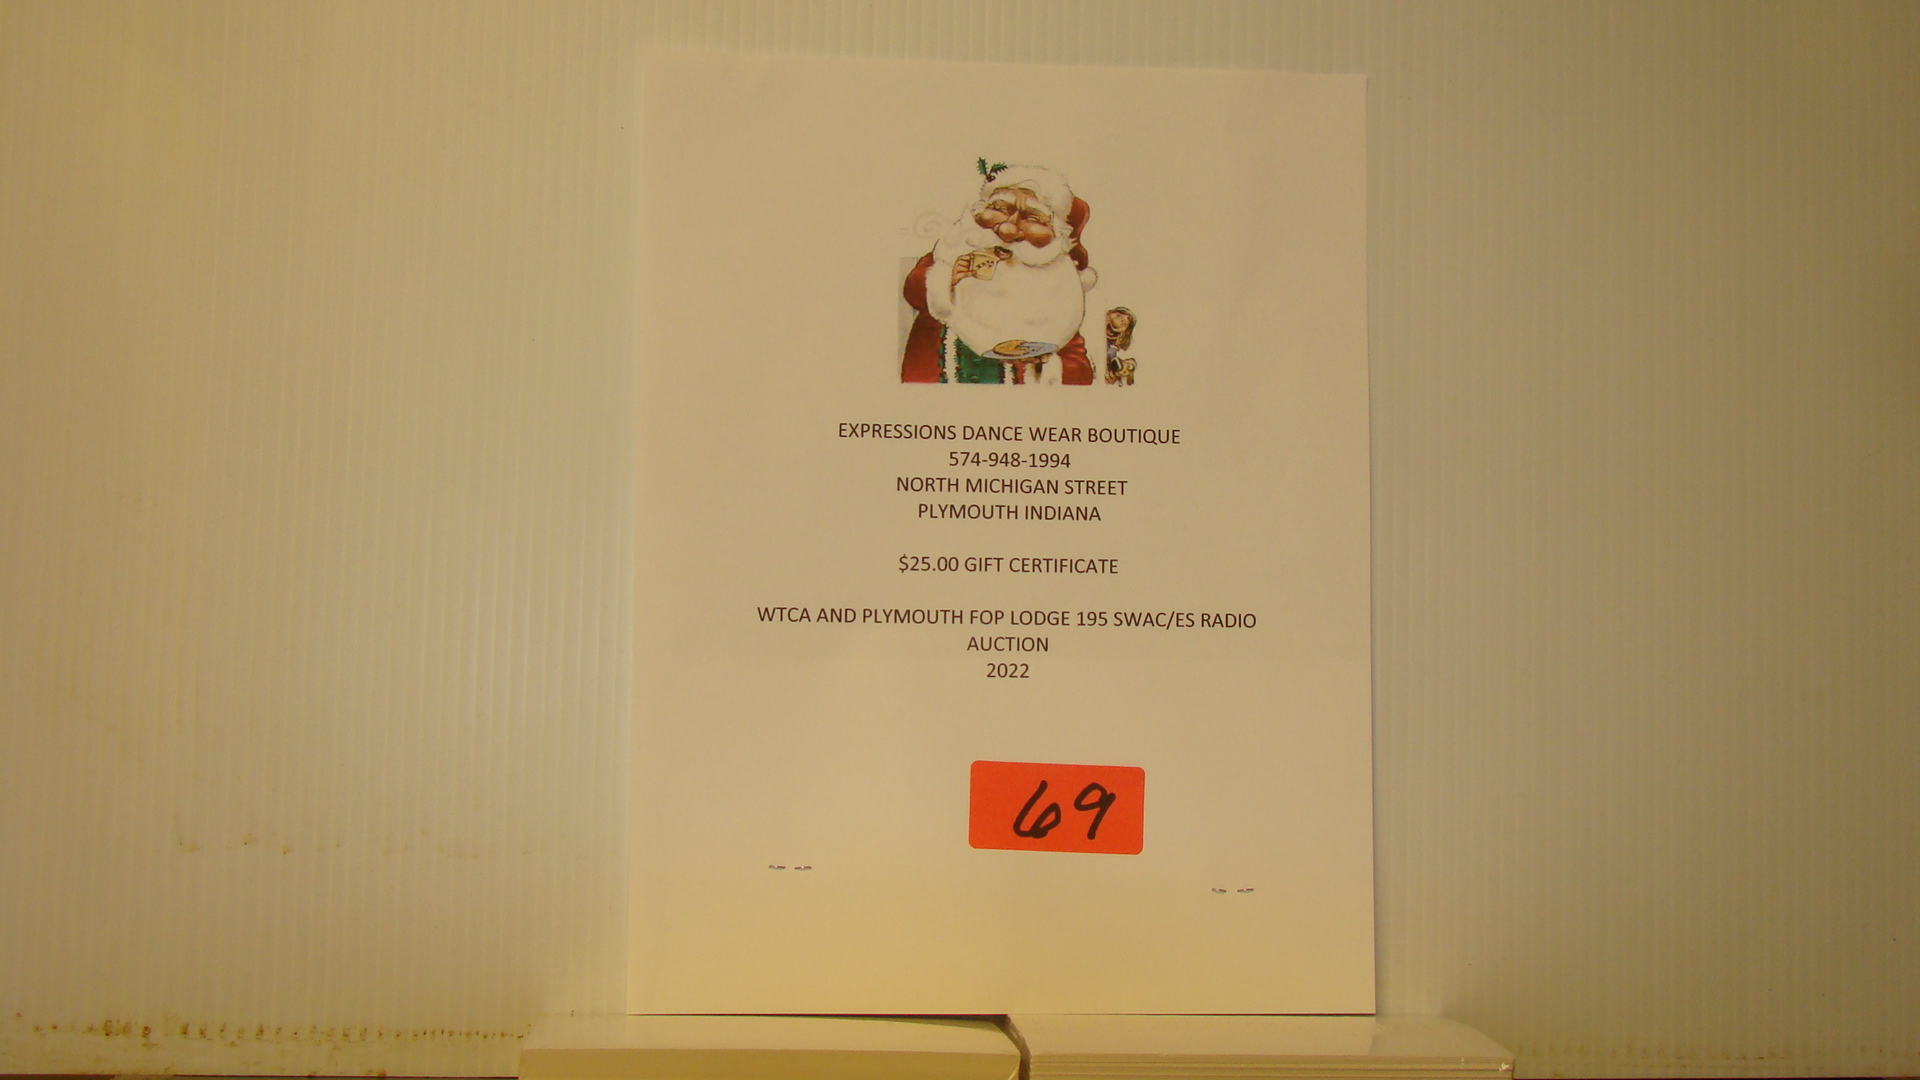 EXPRESSIONS DANCE WEAR BOUTIQUE
574-948-1994
NORTH MICHIGAN STREET
PLYMOUTH INDIANA
$25.00 GIFT CERTIFICATE
WTCA AND PLYMOUTH FOP LODGE 195 SWAC/ES RADIO
AUCTION
2022
69